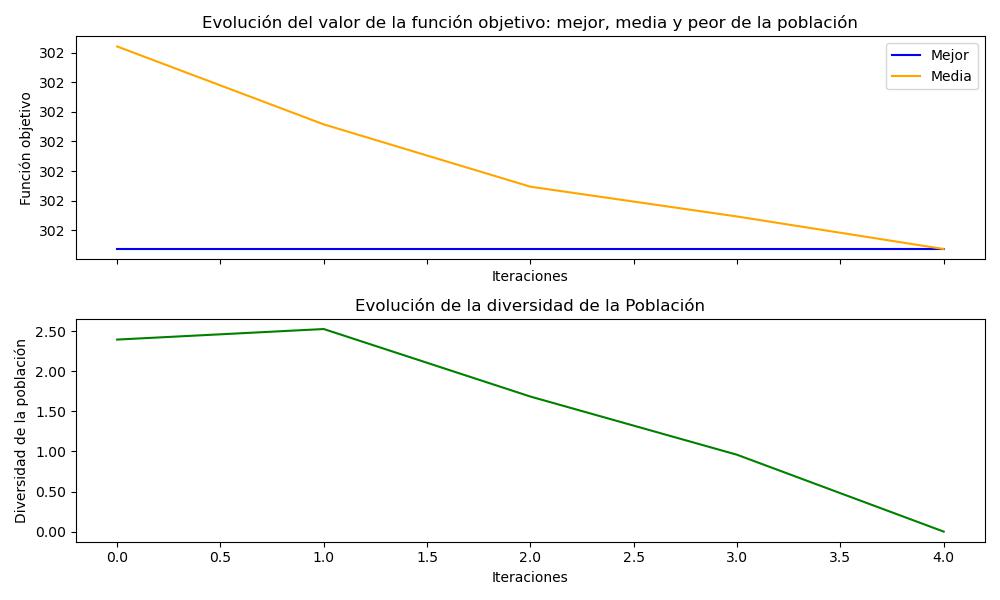 Evolución del valor de la función objetivo: mejor, media y peor de la población
302
302
302
302
302
302
302
Función objetivo
Mejor
Media
Iteraciones
Evolución de la diversidad de la Población
2.50
2.00
1.50
1.00
0.50
0.00
Diversidad de la población
0.0 0.5 1.0 1.5 2.0 2.5 3.0 3.5 4.0
Iteraciones